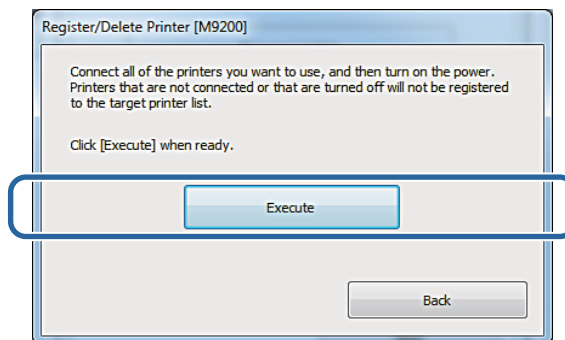 Register/Delete Printer [M9200]
Connect all of the printers you want to use, and then turn on the power.
Printers that are not connected or that are turned off will not be registered
to the target printer list.
Click [Execute] when ready.
Execute
Back